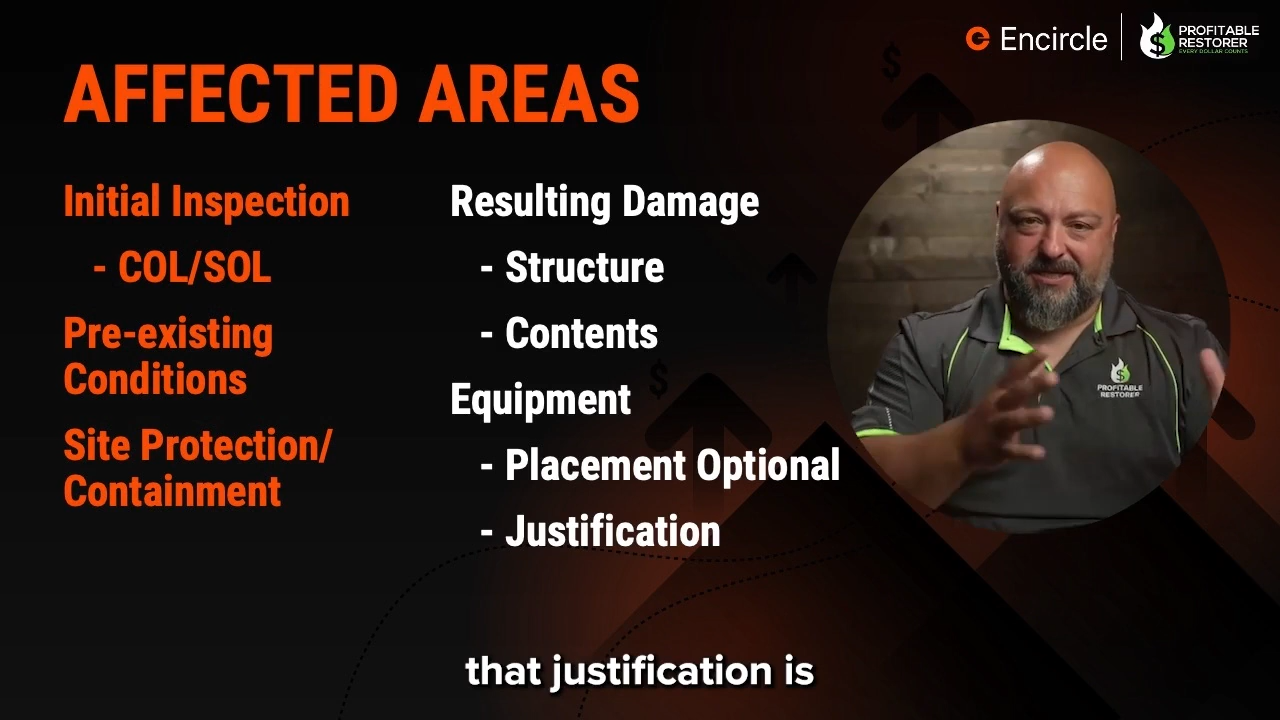 Encircle
PROFITABLE
RESTORER
EVERY DOLLAR COUNTS
AFFECTED AREAS
Initial Inspection
- COL/SOL
Pre-existing
Conditions
Site Protection/
Containment
Resulting Damage
- Structure
- Contents
Equipment
- Placement Optional
- Justification
$
$
$
PROFITABLE
RESTORER
$
that justification is